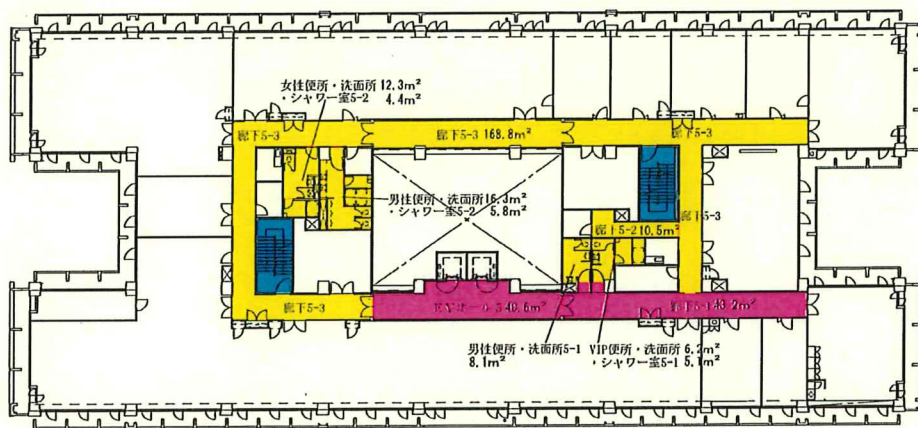 女性便所・洗面所 12.3m²
・シャワー室5-2 4.4m²
廊下5-3
廊下5-3 168.8m²
廊下5-3
男性便所・洗面所16.3m²
・シャワー室5-2 5.8m²
廊下5-3
廊下5-2 10.5m²
廊下5-3
EVホール-5 40.6m²
廊下5-1 43.2m²
男性便所・洗面所5-1
8.1m²
VIP便所・洗面所 6.2m²
・シャワー室5-1 5.1m²